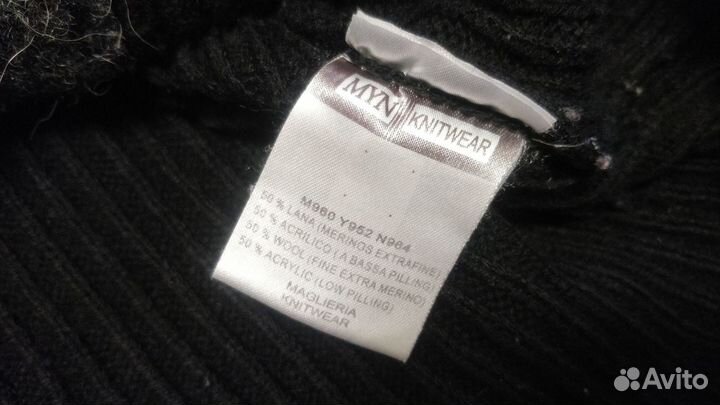 MYN KNITWEAR
M960 Y952 N964
50 % LANA (MERINOS EXTRAFINE)
50 % ACRILICO (A BASSA PILLING)
50 % WOOL (FINE EXTRA MERINO)
50 % ACRYLIC (LOW PILLING)
MAGLIERIA
KNITWEAR
Avito